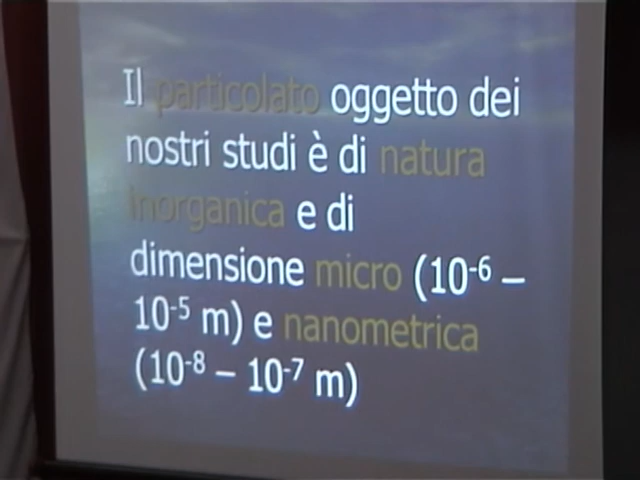 Il particolato oggetto dei
nostri studi è di natura
inorganica e di
dimensione micro (10⁻⁶ –
10⁻⁵ m) e nanometrica
(10⁻⁸ – 10⁻⁷ m)